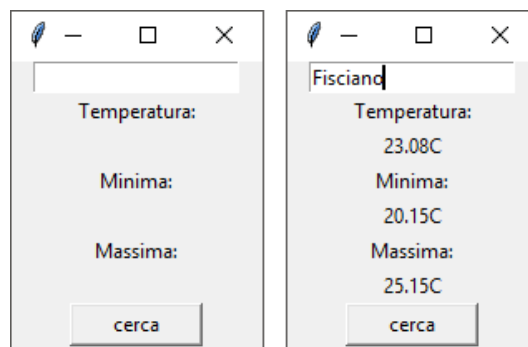 Temperatura:
Minima:
Massima:
cerca
Fisciano
Temperatura:
23.08C
Minima:
20.15C
Massima:
25.15C
cerca